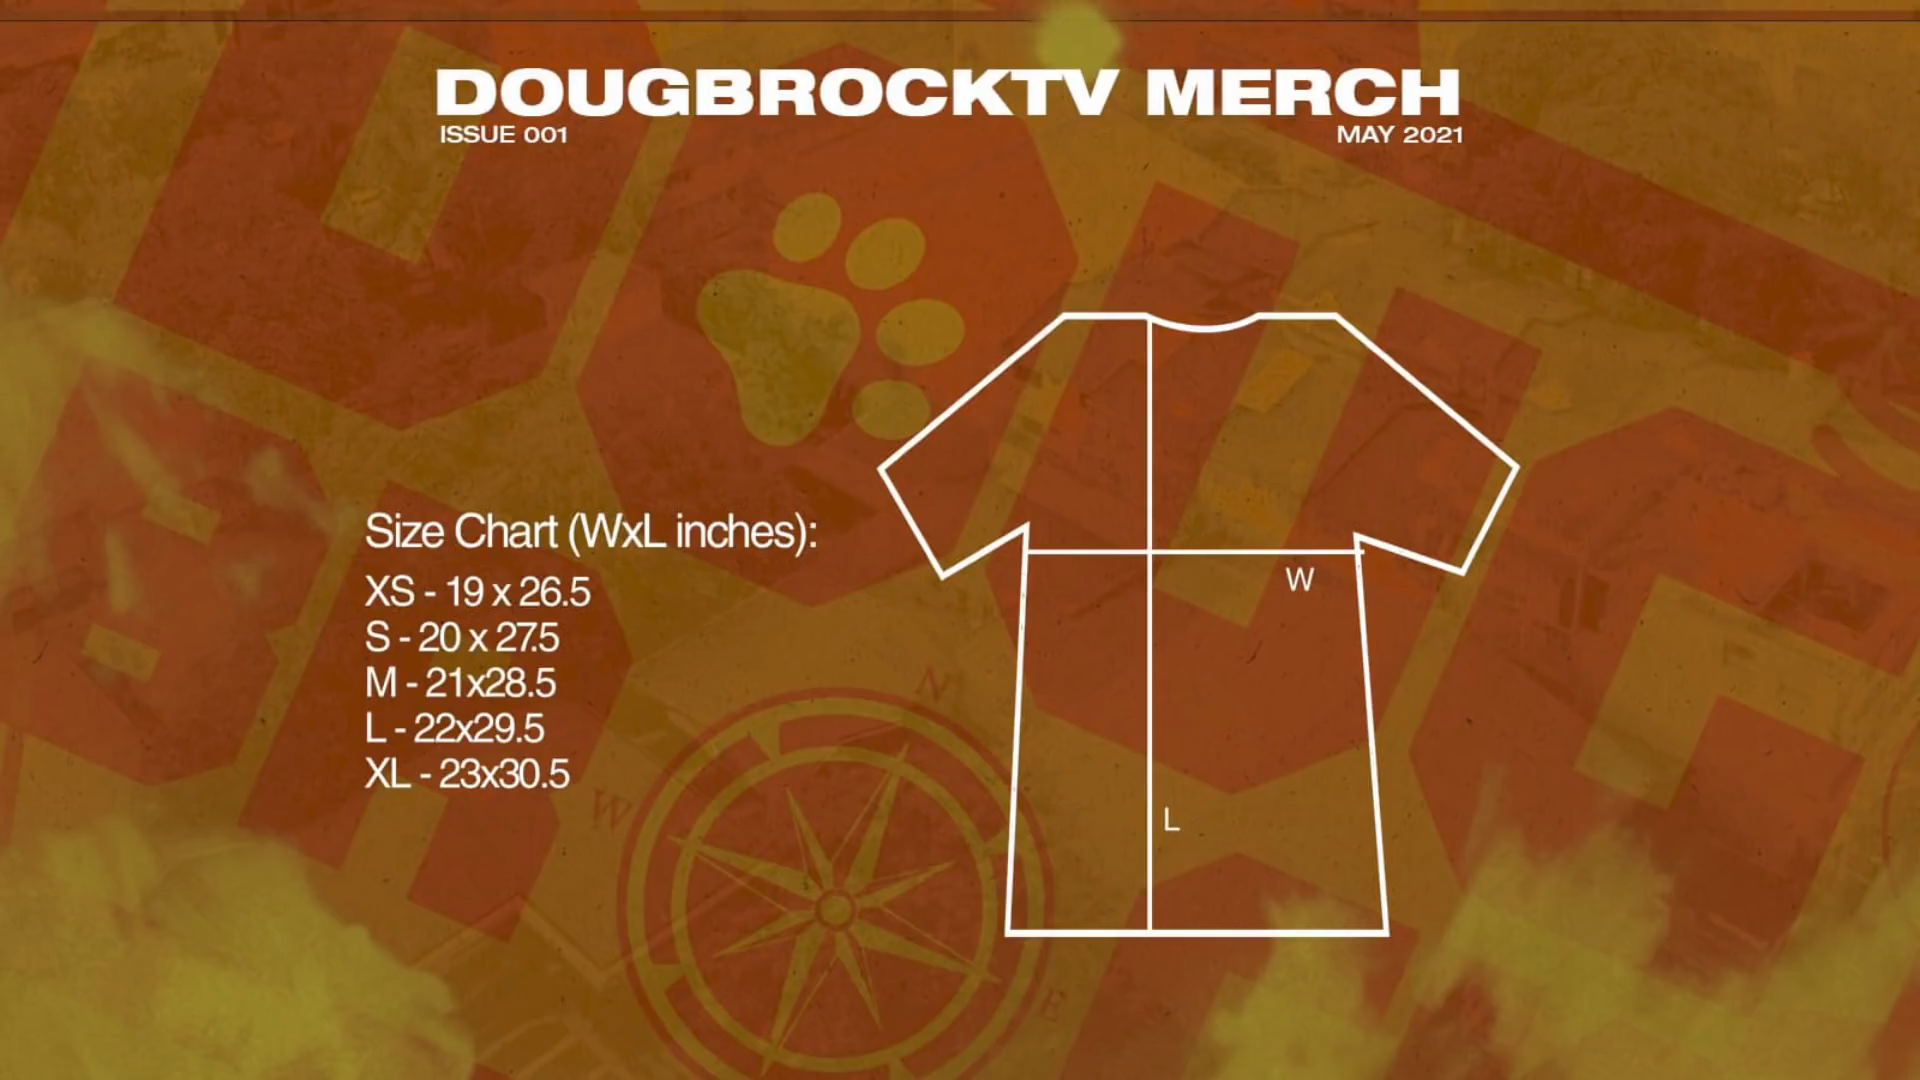 DOUGBROCKTV MERCH
ISSUE 001
MAY 2021
Size Chart (WxL inches):
XS - 19 x 26.5
S - 20 x 27.5
M - 21x28.5
L - 22x29.5
XL - 23x30.5
W
L
N
W
E